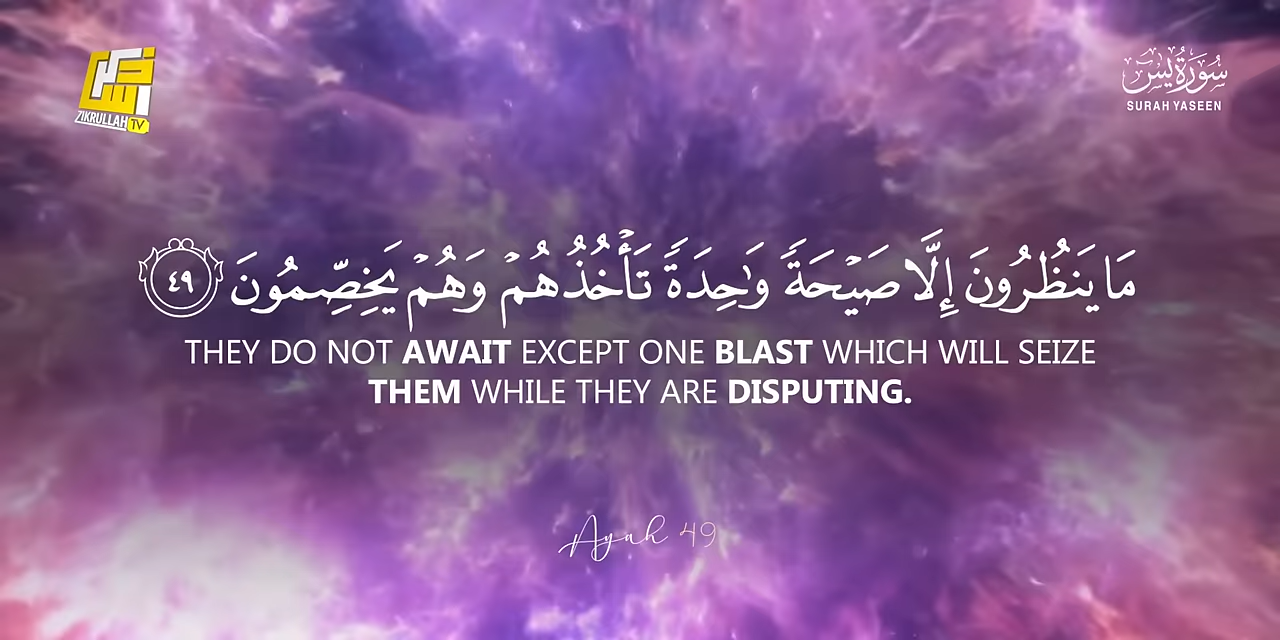 ذكر الله
ZIKRULLAH TV
سُورَةُ يسٓ
SURAH YASEEN
مَا يَنظُرُونَ إِلَّا صَيْحَةً وَٰحِدَةً تَأْخُذُهُمْ وَهُمْ يَخِصِّمُونَ ٤٩
THEY DO NOT AWAIT EXCEPT ONE BLAST WHICH WILL SEIZE
THEM WHILE THEY ARE DISPUTING.
Ayah 49